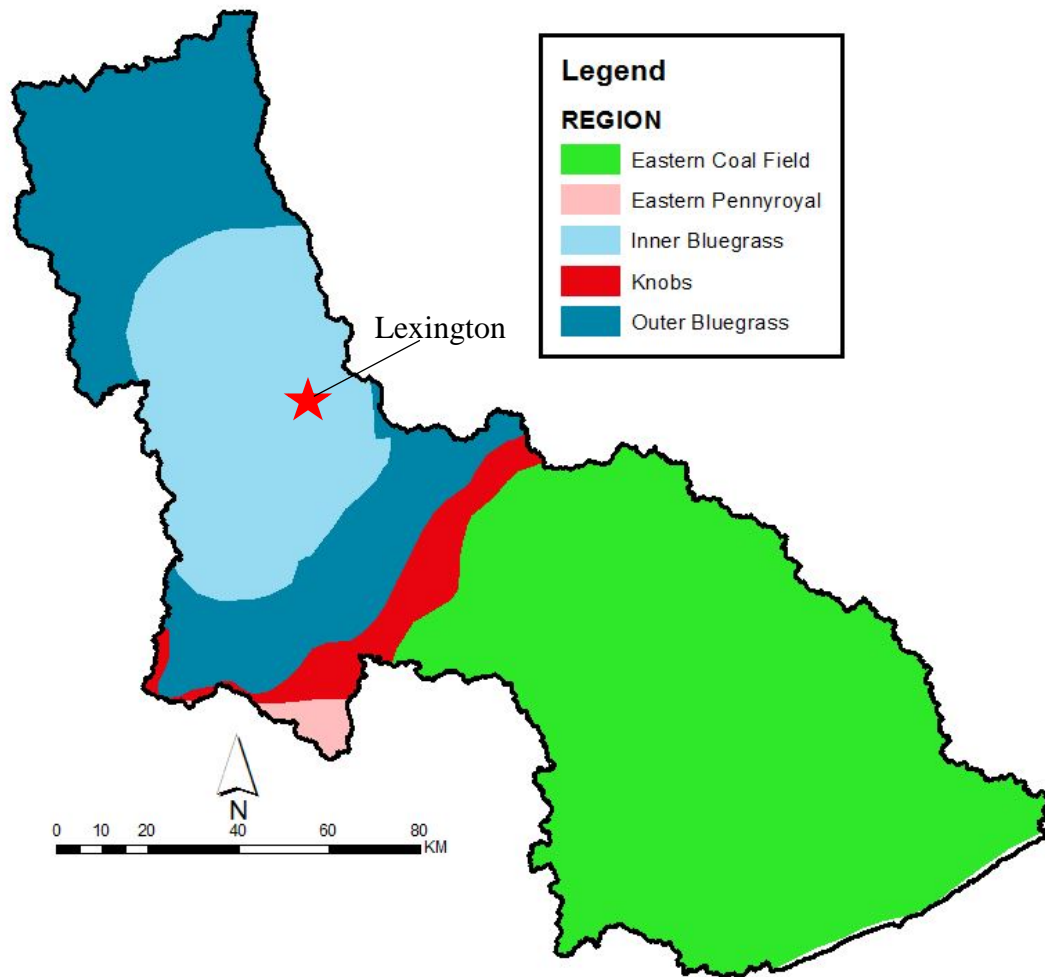 Legend
REGION
Eastern Coal Field
Eastern Pennyroyal
Inner Bluegrass
Knobs
Outer Bluegrass
Lexington
N
0 10 20 40 60 80
KM